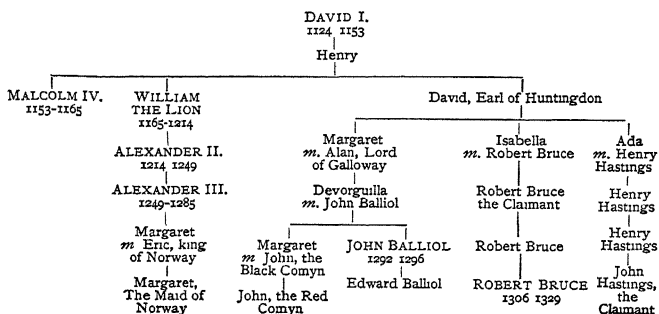 DAVID I.
1124 1153
Henry
MALCOLM IV.
1153-1165
WILLIAM
THE LION
1165-1214
ALEXANDER II.
1214 1249
ALEXANDER III.
1249-1285
Margaret
m Eric, king
of Norway
Margaret,
The Maid of
Norway
David, Earl of Huntingdon
Margaret
m. Alan, Lord
of Galloway
Devorguilla
m. John Balliol
Margaret
m John, the
Black Comyn
John, the Red
Comyn
JOHN BALLIOL
1292 1296
Edward Balliol
Isabella
m. Robert Bruce
Robert Bruce
the Claimant
Robert Bruce
ROBERT BRUCE
1306 1329
Ada
m. Henry
Hastings
Henry
Hastings
Henry
Hastings
John
Hastings,
the
Claimant